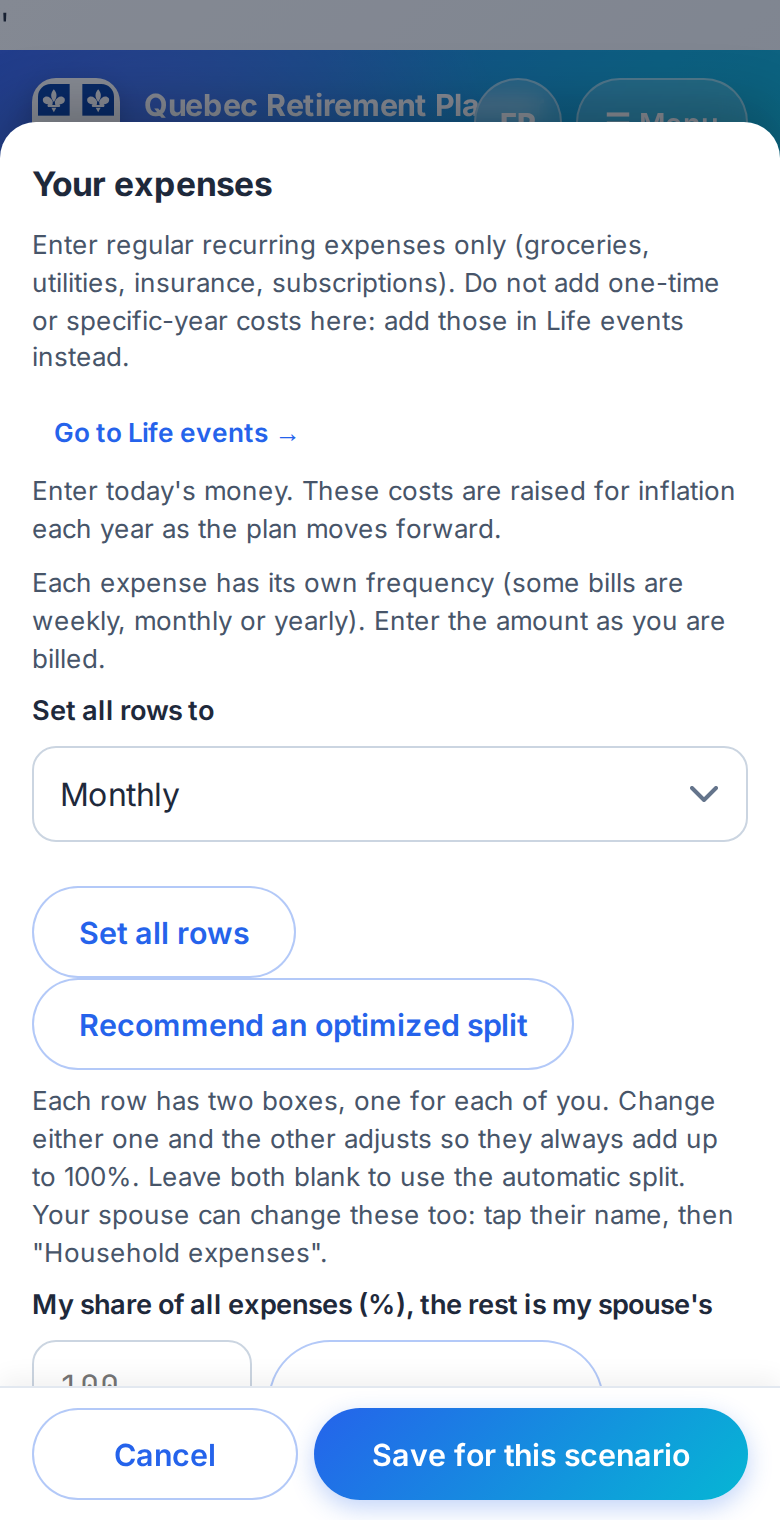 '
Quebec Retirement Pla
FR
☰ Menu
Your expenses
Enter regular recurring expenses only (groceries,
utilities, insurance, subscriptions). Do not add one-time
or specific-year costs here: add those in Life events
instead.
Go to Life events →
Enter today's money. These costs are raised for inflation
each year as the plan moves forward.
Each expense has its own frequency (some bills are
weekly, monthly or yearly). Enter the amount as you are
billed.
Set all rows to
Monthly
Set all rows
Recommend an optimized split
Each row has two boxes, one for each of you. Change
either one and the other adjusts so they always add up
to 100%. Leave both blank to use the automatic split.
Your spouse can change these too: tap their name, then
"Household expenses".
My share of all expenses (%), the rest is my spouse's
100
Cancel
Save for this scenario